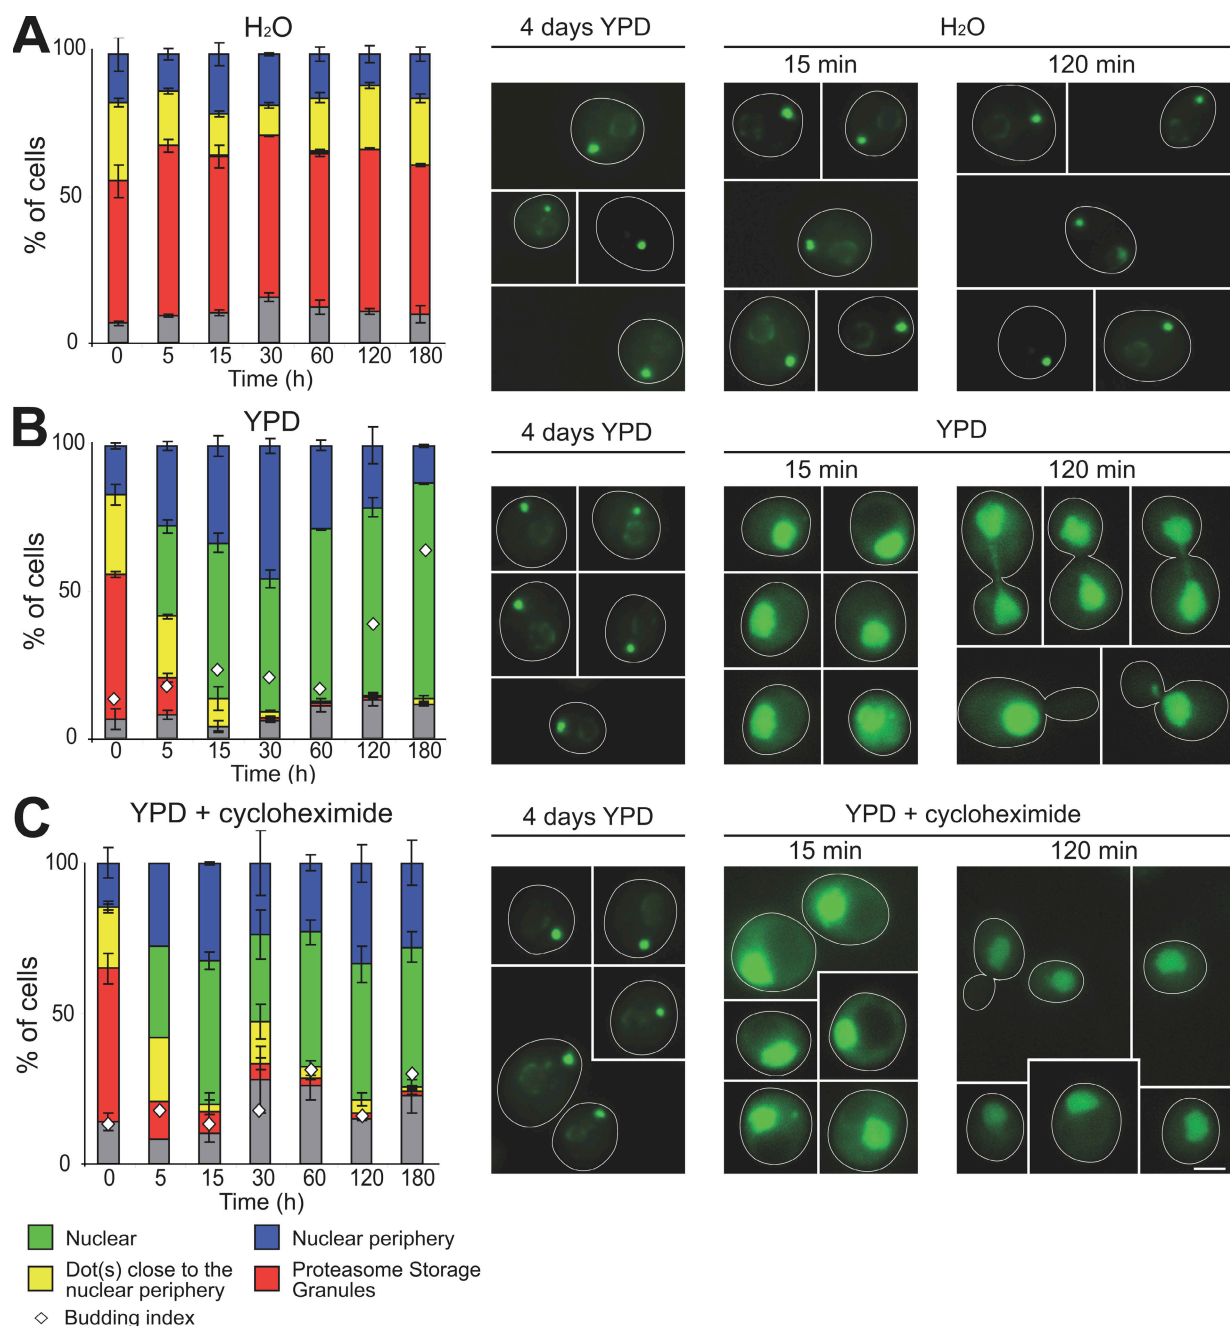 A
H₂O
100
50
0
% of cells
0 5 15 30 60 120 180
Time (h)
4 days YPD
H₂O
15 min
120 min
B
YPD
100
50
0
% of cells
0 5 15 30 60 120 180
Time (h)
4 days YPD
YPD
15 min
120 min
C
YPD + cycloheximide
100
50
0
% of cells
0 5 15 30 60 120 180
Time (h)
4 days YPD
YPD + cycloheximide
15 min
120 min
Nuclear
Nuclear periphery
Dot(s) close to the
nuclear periphery
Proteasome Storage
Granules
Budding index